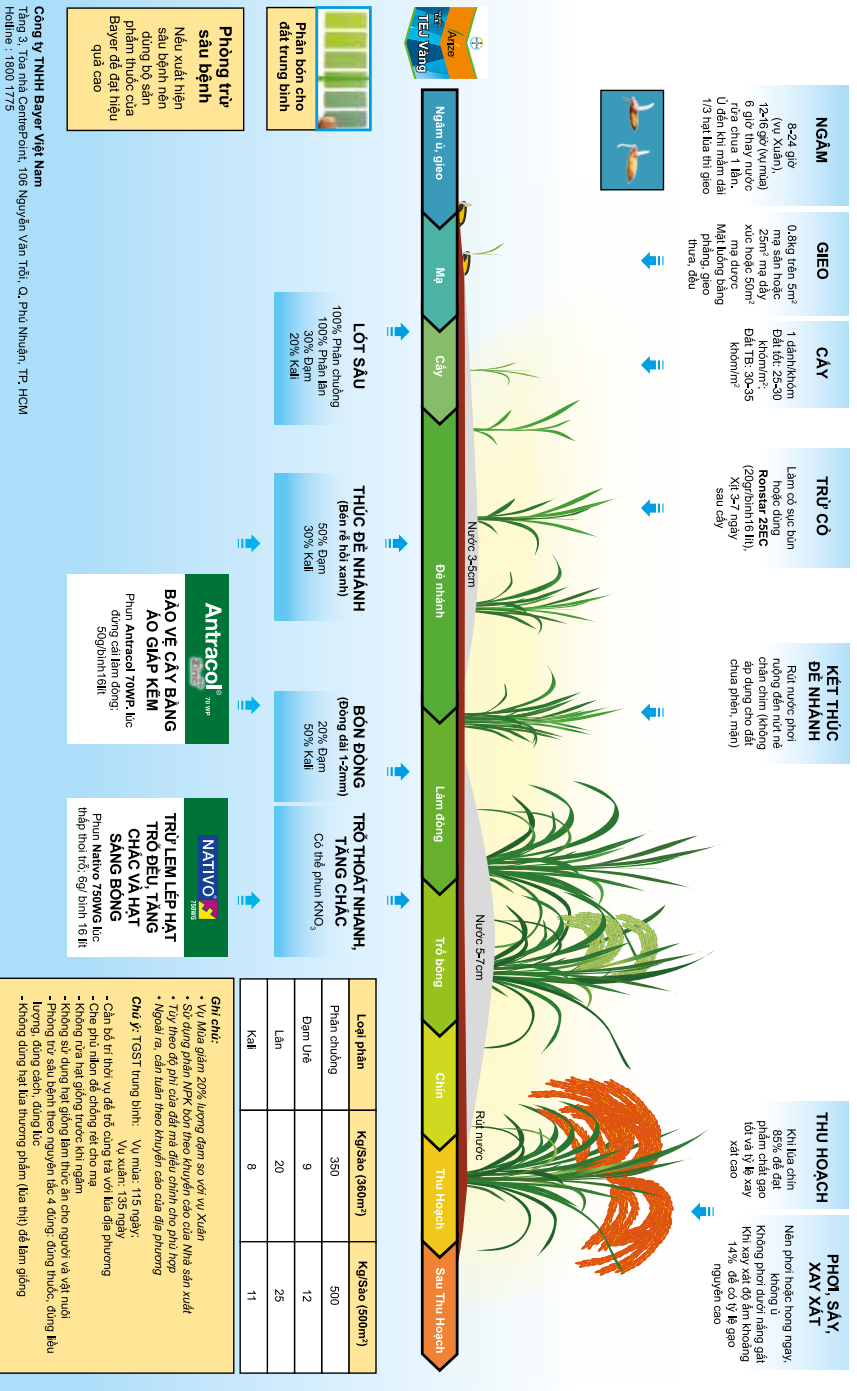 NGÂM
8-24 giờ
(vụ Xuân),
12-16 giờ (vụ mùa)
6 giờ thay nước
rửa chua 1 lần.
Ủ đến khi mầm dài
1/3 hạt lúa thì gieo
GIEO
0.8kg trên 5m²
mạ sân hoặc
25m² mạ dầy
xúc hoặc 50m²
mạ dược
Mặt luống bằng
phẳng, gieo
thưa, đều
CẤY
1 dảnh/khóm
Đất tốt: 25-30
khóm/m²;
Đất TB: 30-35
khóm/m²
TRỪ CỎ
Làm cỏ sục bùn
hoặc dùng
Ronstar 25EC
(20gr/bình16 lít),
Xịt 3-7 ngày
sau cấy
KẾT THÚC
ĐẺ NHÁNH
Rút nước phơi
ruộng đến nứt nẻ
chân chim (không
áp dụng cho đất
chua phèn, mặn)
THU HOẠCH
Khi lúa chín
85% để đạt
phẩm chất gạo
tốt và tỷ lệ xay
xát cao
PHƠI, SẤY,
XAY XÁT
Nên phơi hoặc hong ngay,
không ủ
Không phơi dưới nắng gắt
Khi xay xát độ ẩm khoảng
14% để có tỷ lệ gạo
nguyên cao
Nước 3-5cm
Nước 5-7cm
Rút nước
Arize
TEJ Vàng
Ngâm ủ, gieo
Mạ
Cấy
Đẻ nhánh
Làm đòng
Trổ bông
Chín
Thu Hoạch
Sau Thu Hoạch
Phân bón cho
đất trung bình
LÓT SÂU
100% Phân chuồng
100% Phân lân
30% Đạm
20% Kali
THÚC ĐẺ NHÁNH
(Bén rễ hồi xanh)
50% Đạm
30% Kali
BÓN ĐÒNG
(Đòng dài 1-2mm)
20% Đạm
50% Kali
TRỖ THOÁT NHANH,
TĂNG CHẮC
Có thể phun KNO₃
Phòng trừ
sâu bệnh
Nếu xuất hiện
sâu bệnh nên
dùng bộ sản
phẩm thuốc của
Bayer để đạt hiệu
quả cao
Antracol®
70 WP
BẢO VỆ CÂY BẰNG
ÁO GIÁP KẼM
Phun Antracol 70WP. lúc
đứng cái làm đòng;
50g/bình16lít
NATIVO
750WG
TRỪ LEM LÉP HẠT
TRỖ ĐỀU, TĂNG
CHẮC VÀ HẠT
SÁNG BÓNG
Phun Nativo 750WG lúc
thấp thoi trỗ; 6g/ bình 16 lít
Loại phân Kg/Sào (360m²) Kg/Sào (500m²)
Phân chuồng 350 500
Đạm Urê 9 12
Lân 20 25
Kali 8 11
Ghi chú:
• Vụ Mùa giảm 20% lượng đạm so với vụ Xuân
• Sử dụng phân NPK bón theo khuyến cáo của Nhà sản xuất
• Tùy theo độ phì của đất mà điều chỉnh cho phù hợp
• Ngoài ra, cần tuân theo khuyến cáo của địa phương
Chú ý: TGST trung bình: Vụ mùa: 115 ngày;
Vụ xuân: 135 ngày
- Cần bố trí thời vụ để trỗ cùng trà với lúa địa phương
- Che phủ nilon để chống rét cho mạ
- Không rửa hạt giống trước khi ngâm
- Không sử dụng hạt giống làm thức ăn cho người và vật nuôi
- Phòng trừ sâu bệnh theo nguyên tắc 4 đúng: đúng thuốc, đúng liều
lượng, đúng cách, đúng lúc
- Không dùng hạt lúa thương phẩm (lúa thịt) để làm giống
Công ty TNHH Bayer Việt Nam
Tầng 3, Tòa nhà CentrePoint, 106 Nguyễn Văn Trỗi, Q. Phú Nhuận, TP. HCM
Hotline : 1800 1775